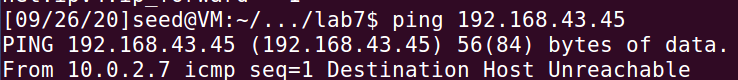 [09/26/20]seed@VM:~/.../lab7$ ping 192.168.43.45
PING 192.168.43.45 (192.168.43.45) 56(84) bytes of data.
From 10.0.2.7 icmp_seq=1 Destination Host Unreachable